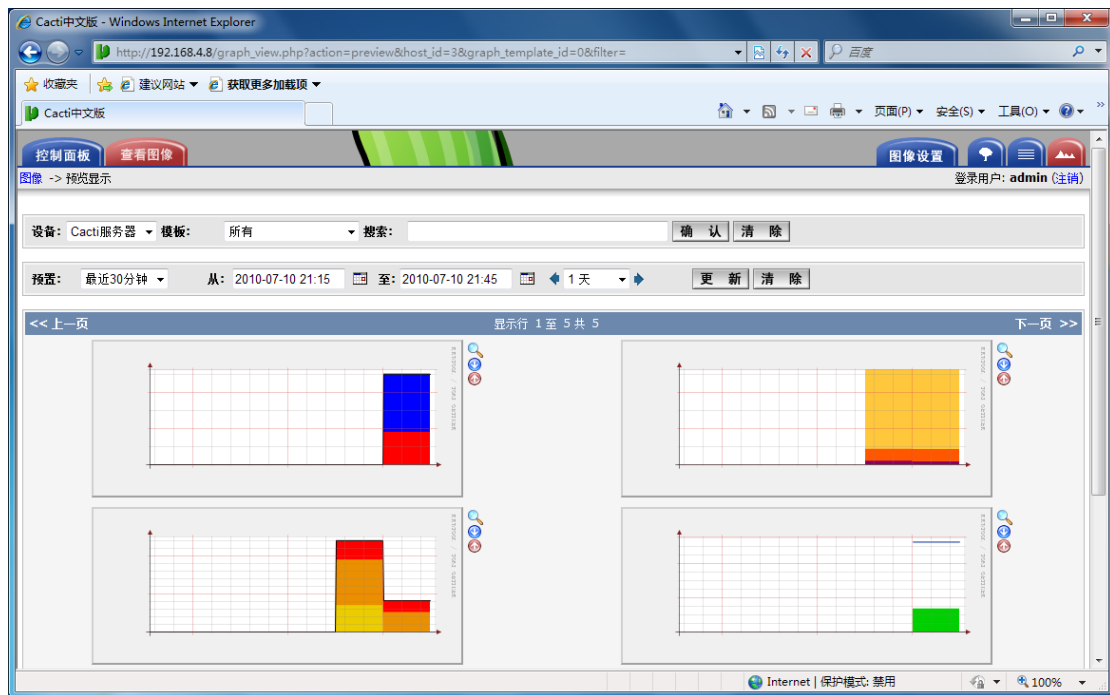 Cacti中文版 - Windows Internet Explorer
http://192.168.4.8/graph_view.php?action=preview&host_id=3&graph_template_id=0&filter=
百度
收藏夹 建议网站 获取更多加载项
Cacti中文版 页面(P) 安全(S) 工具(O) »
控制面板 查看图像 图像设置
图像 -> 预览显示 登录用户: admin (注销)
设备: Cacti服务器 模板: 所有 搜索: 确 认 清 除
预置: 最近30分钟 从: 2010-07-10 21:15 至: 2010-07-10 21:45 1 天 更 新 清 除
<< 上一页 显示行 1 至 5 共 5 下一页 >>
Internet | 保护模式: 禁用 100%